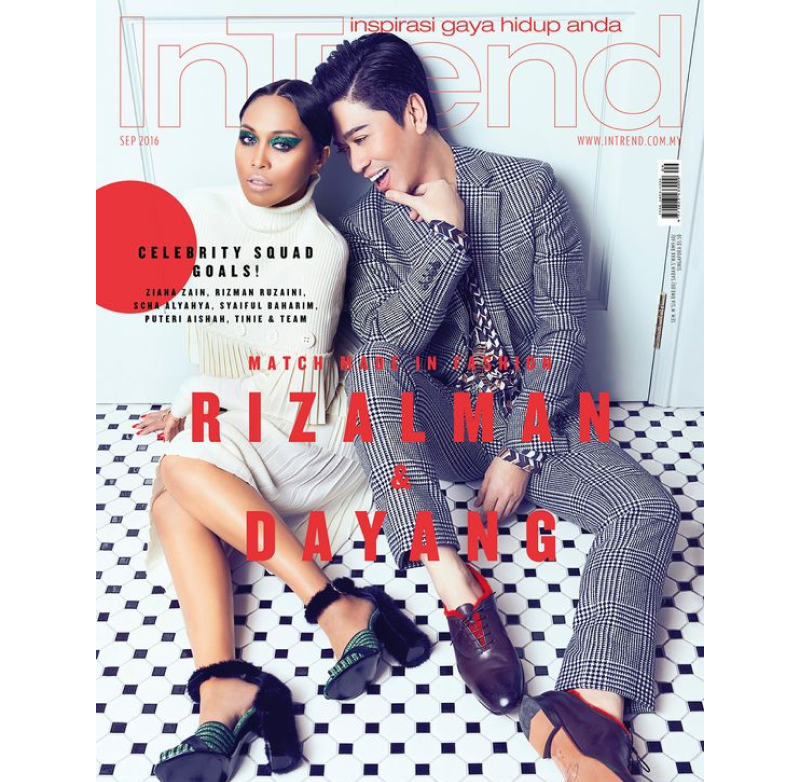 inspirasi gaya hidup anda
InTrend
SEP 2016
WWW.INTREND.COM.MY
CELEBRITY SQUAD
GOALS!
ZIANA ZAIN, RIZMAN RUZAINI,
SCHA ALYAHYA, SYAIFUL BAHARIM,
PUTERI AISHAH, TINIE & TEAM
MATCH MADE IN FASHION
RIZALMAN
&
DAYANG